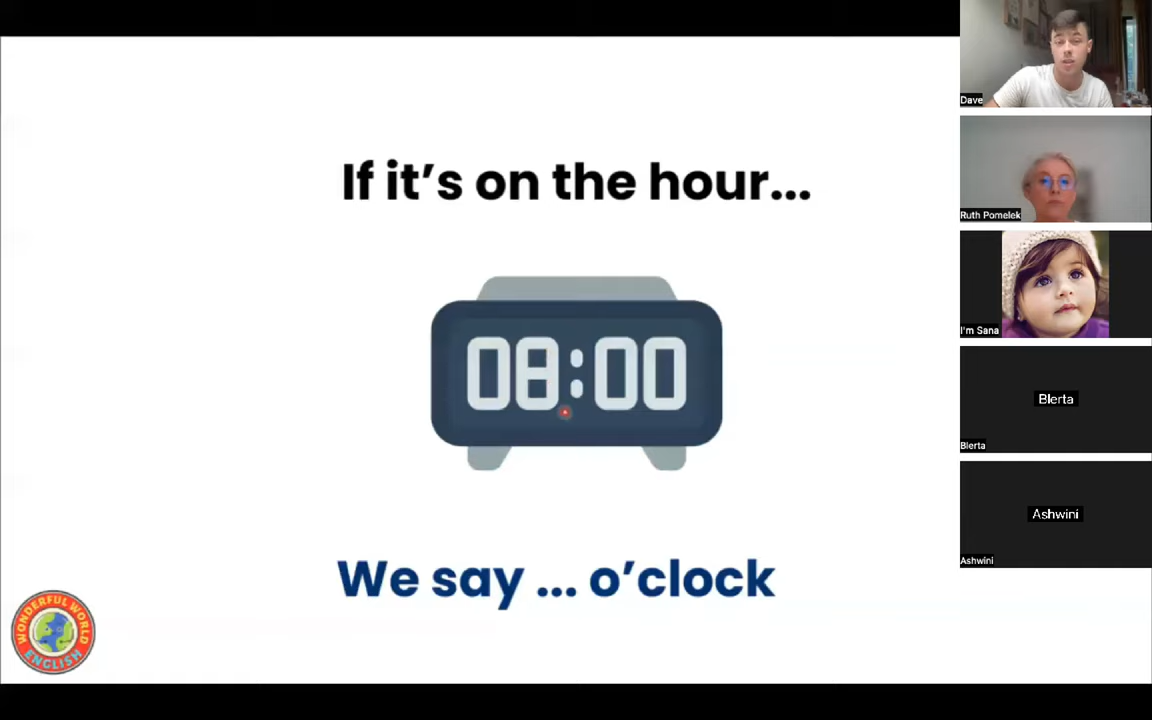 If it’s on the hour...
08:00
We say ... o’clock
WONDERFUL WORLD
ENGLISH
Dave
Ruth Pomelek
I'm Sana
Blerta
Blerta
Ashwini
Ashwini